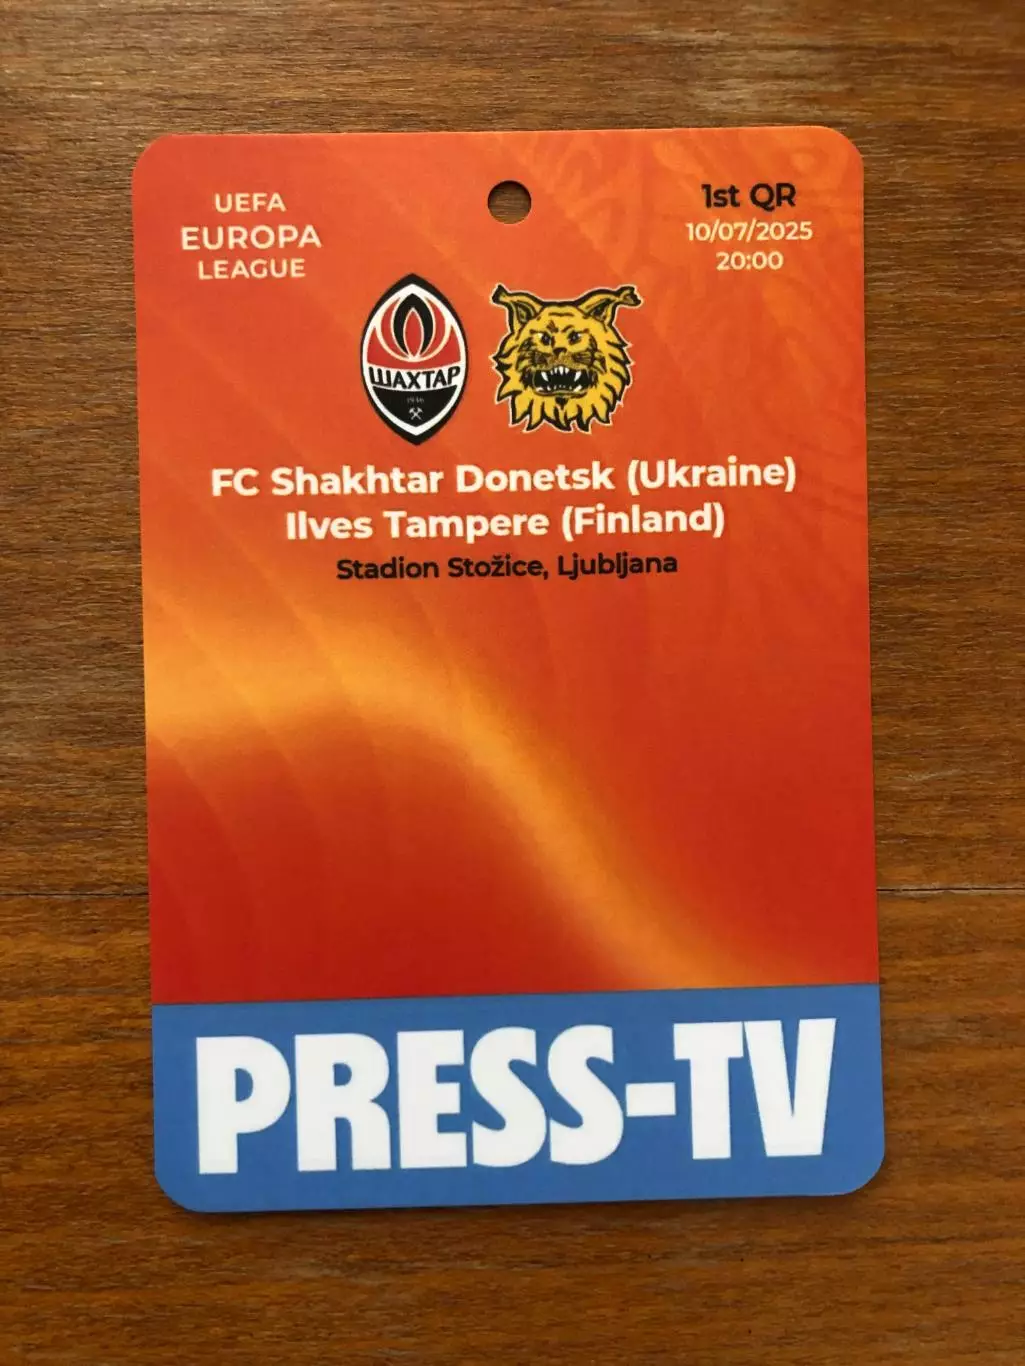 UEFA
EUROPA
LEAGUE
1st QR
10/07/2025
20:00
ШАХТАР
1936
FC Shakhtar Donetsk (Ukraine)
Ilves Tampere (Finland)
Stadion Stožice, Ljubljana
PRESS-TV